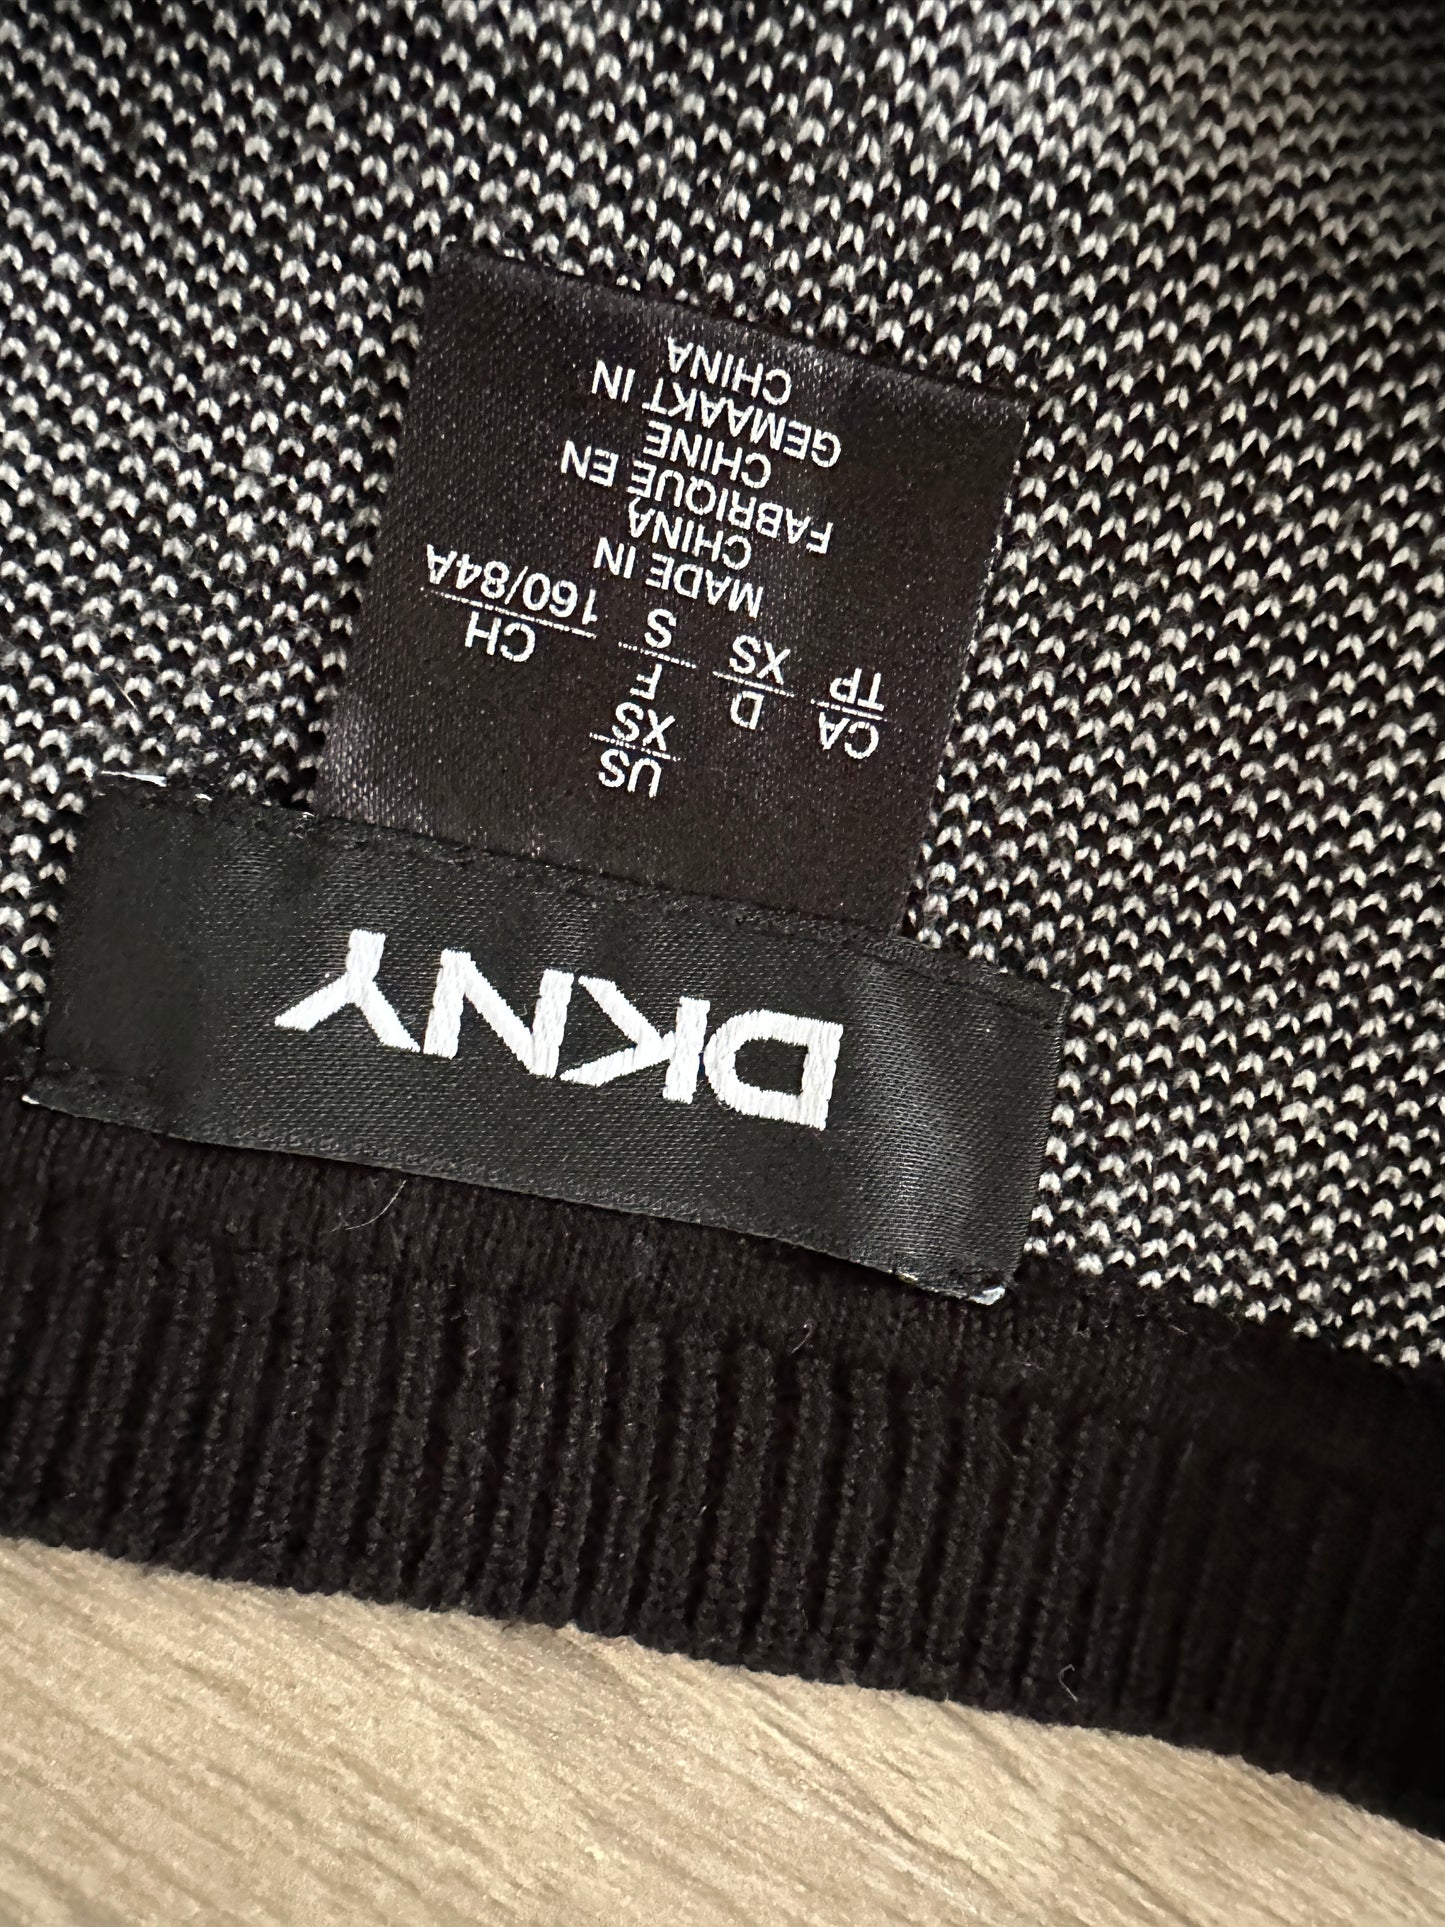 DKNY
US
XS
CA
TP
D
XS
F
S
CH
160/84A
MADE IN
CHINA
FABRIQUE EN
CHINE
GEMAAKT IN
CHINA